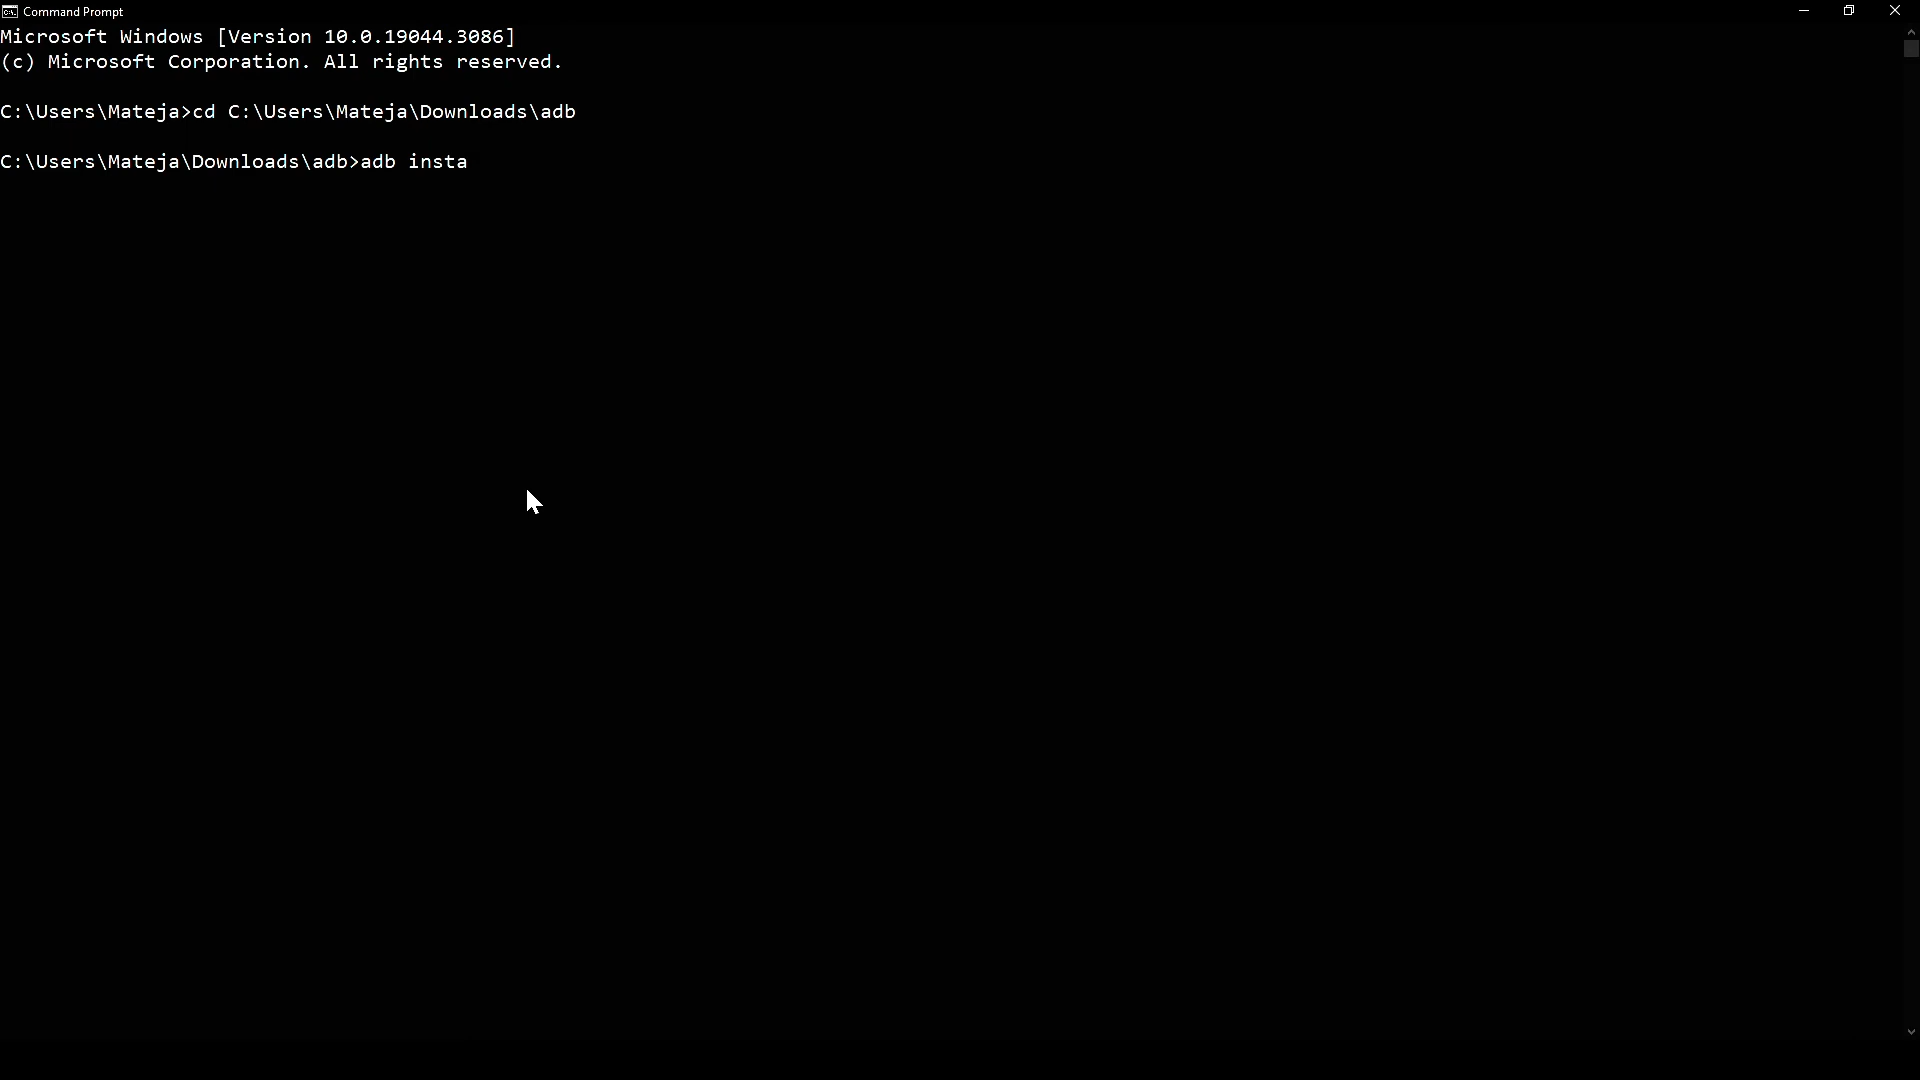 Command Prompt
Microsoft Windows [Version 10.0.19044.3086]
(c) Microsoft Corporation. All rights reserved.
C:\Users\Mateja>cd C:\Users\Mateja\Downloads\adb
C:\Users\Mateja\Downloads\adb>adb insta